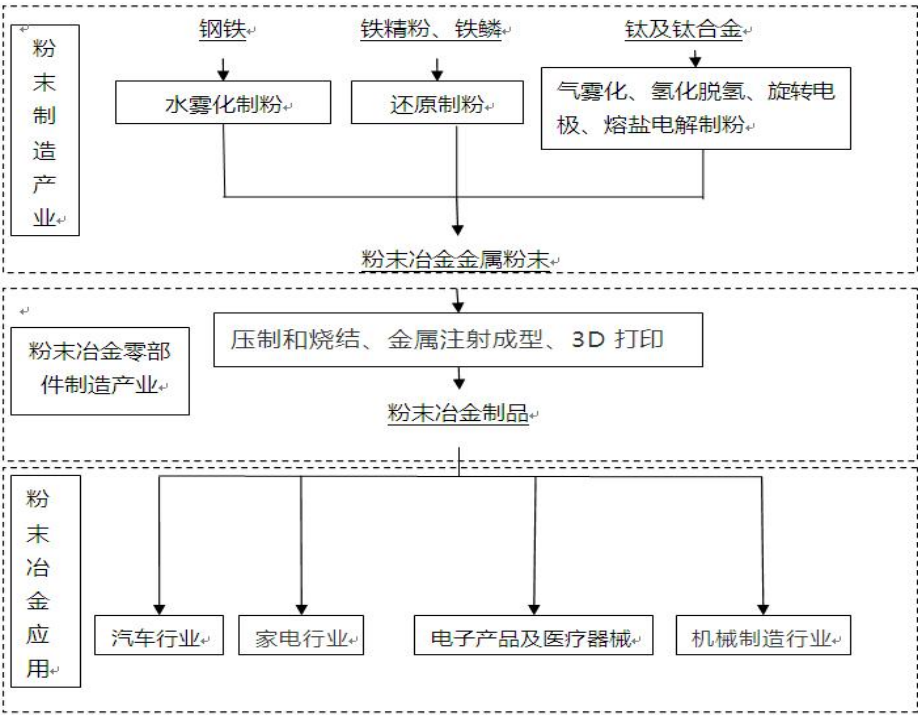 粉末制造产业
钢铁
铁精粉、铁鳞
钛及钛合金
水雾化制粉
还原制粉
气雾化、氢化脱氢、旋转电
极、熔盐电解制粉
粉末冶金金属粉末
粉末冶金零部
件制造产业
压制和烧结、金属注射成型、3D 打印
粉末冶金制品
粉末冶金应用
汽车行业
家电行业
电子产品及医疗器械
机械制造行业